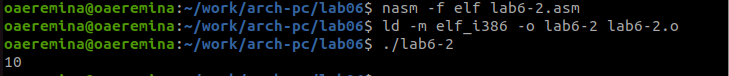 oaeremina@oaeremina:~/work/arch-pc/lab06$ nasm -f elf lab6-2.asm
oaeremina@oaeremina:~/work/arch-pc/lab06$ ld -m elf_i386 -o lab6-2 lab6-2.o
oaeremina@oaeremina:~/work/arch-pc/lab06$ ./lab6-2
10